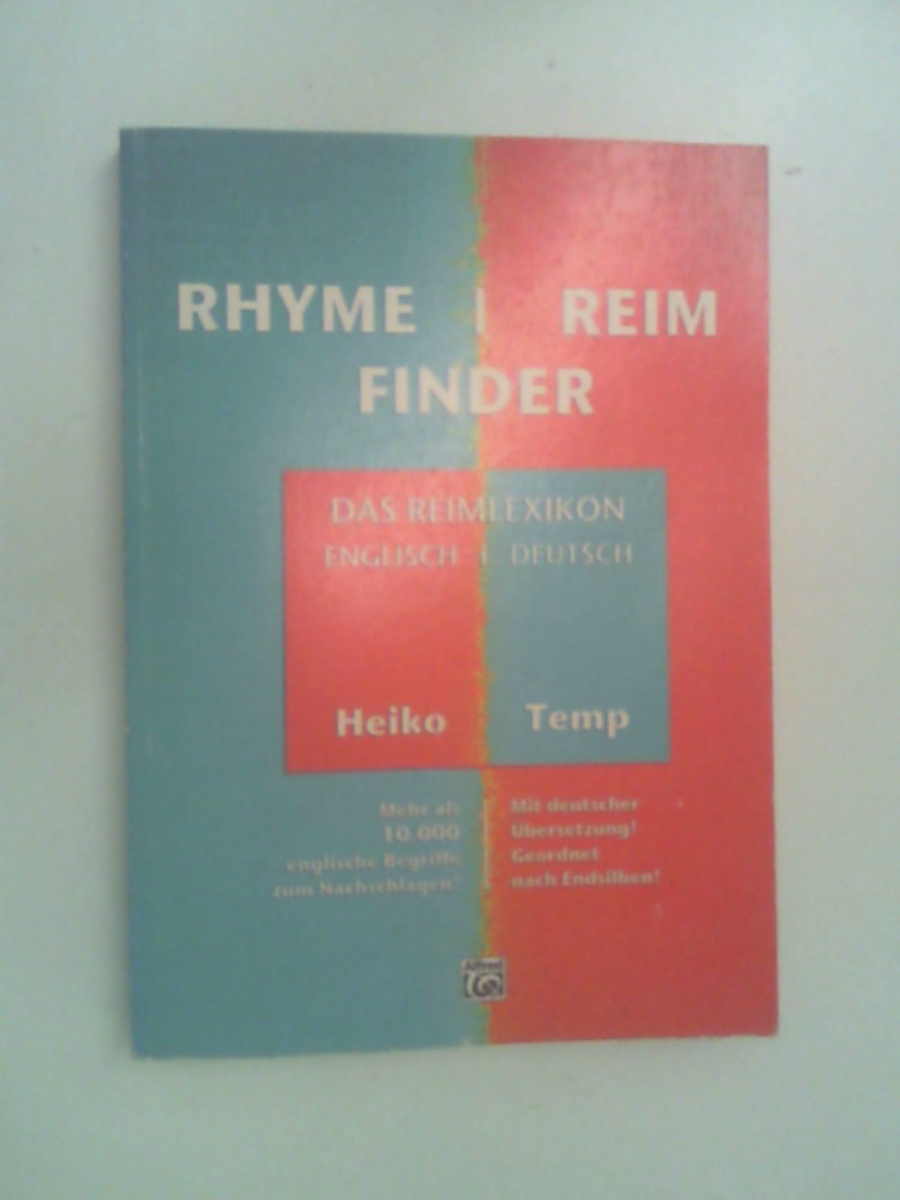 RHYME | REIM
FINDER
DAS REIMLEXIKON
ENGLISCH | DEUTSCH
Heiko Temp
Mehr als
10.000
englische Begriffe
zum Nachschlagen!
Mit deutscher
Übersetzung!
Geordnet
nach Endsilben!
Alfred